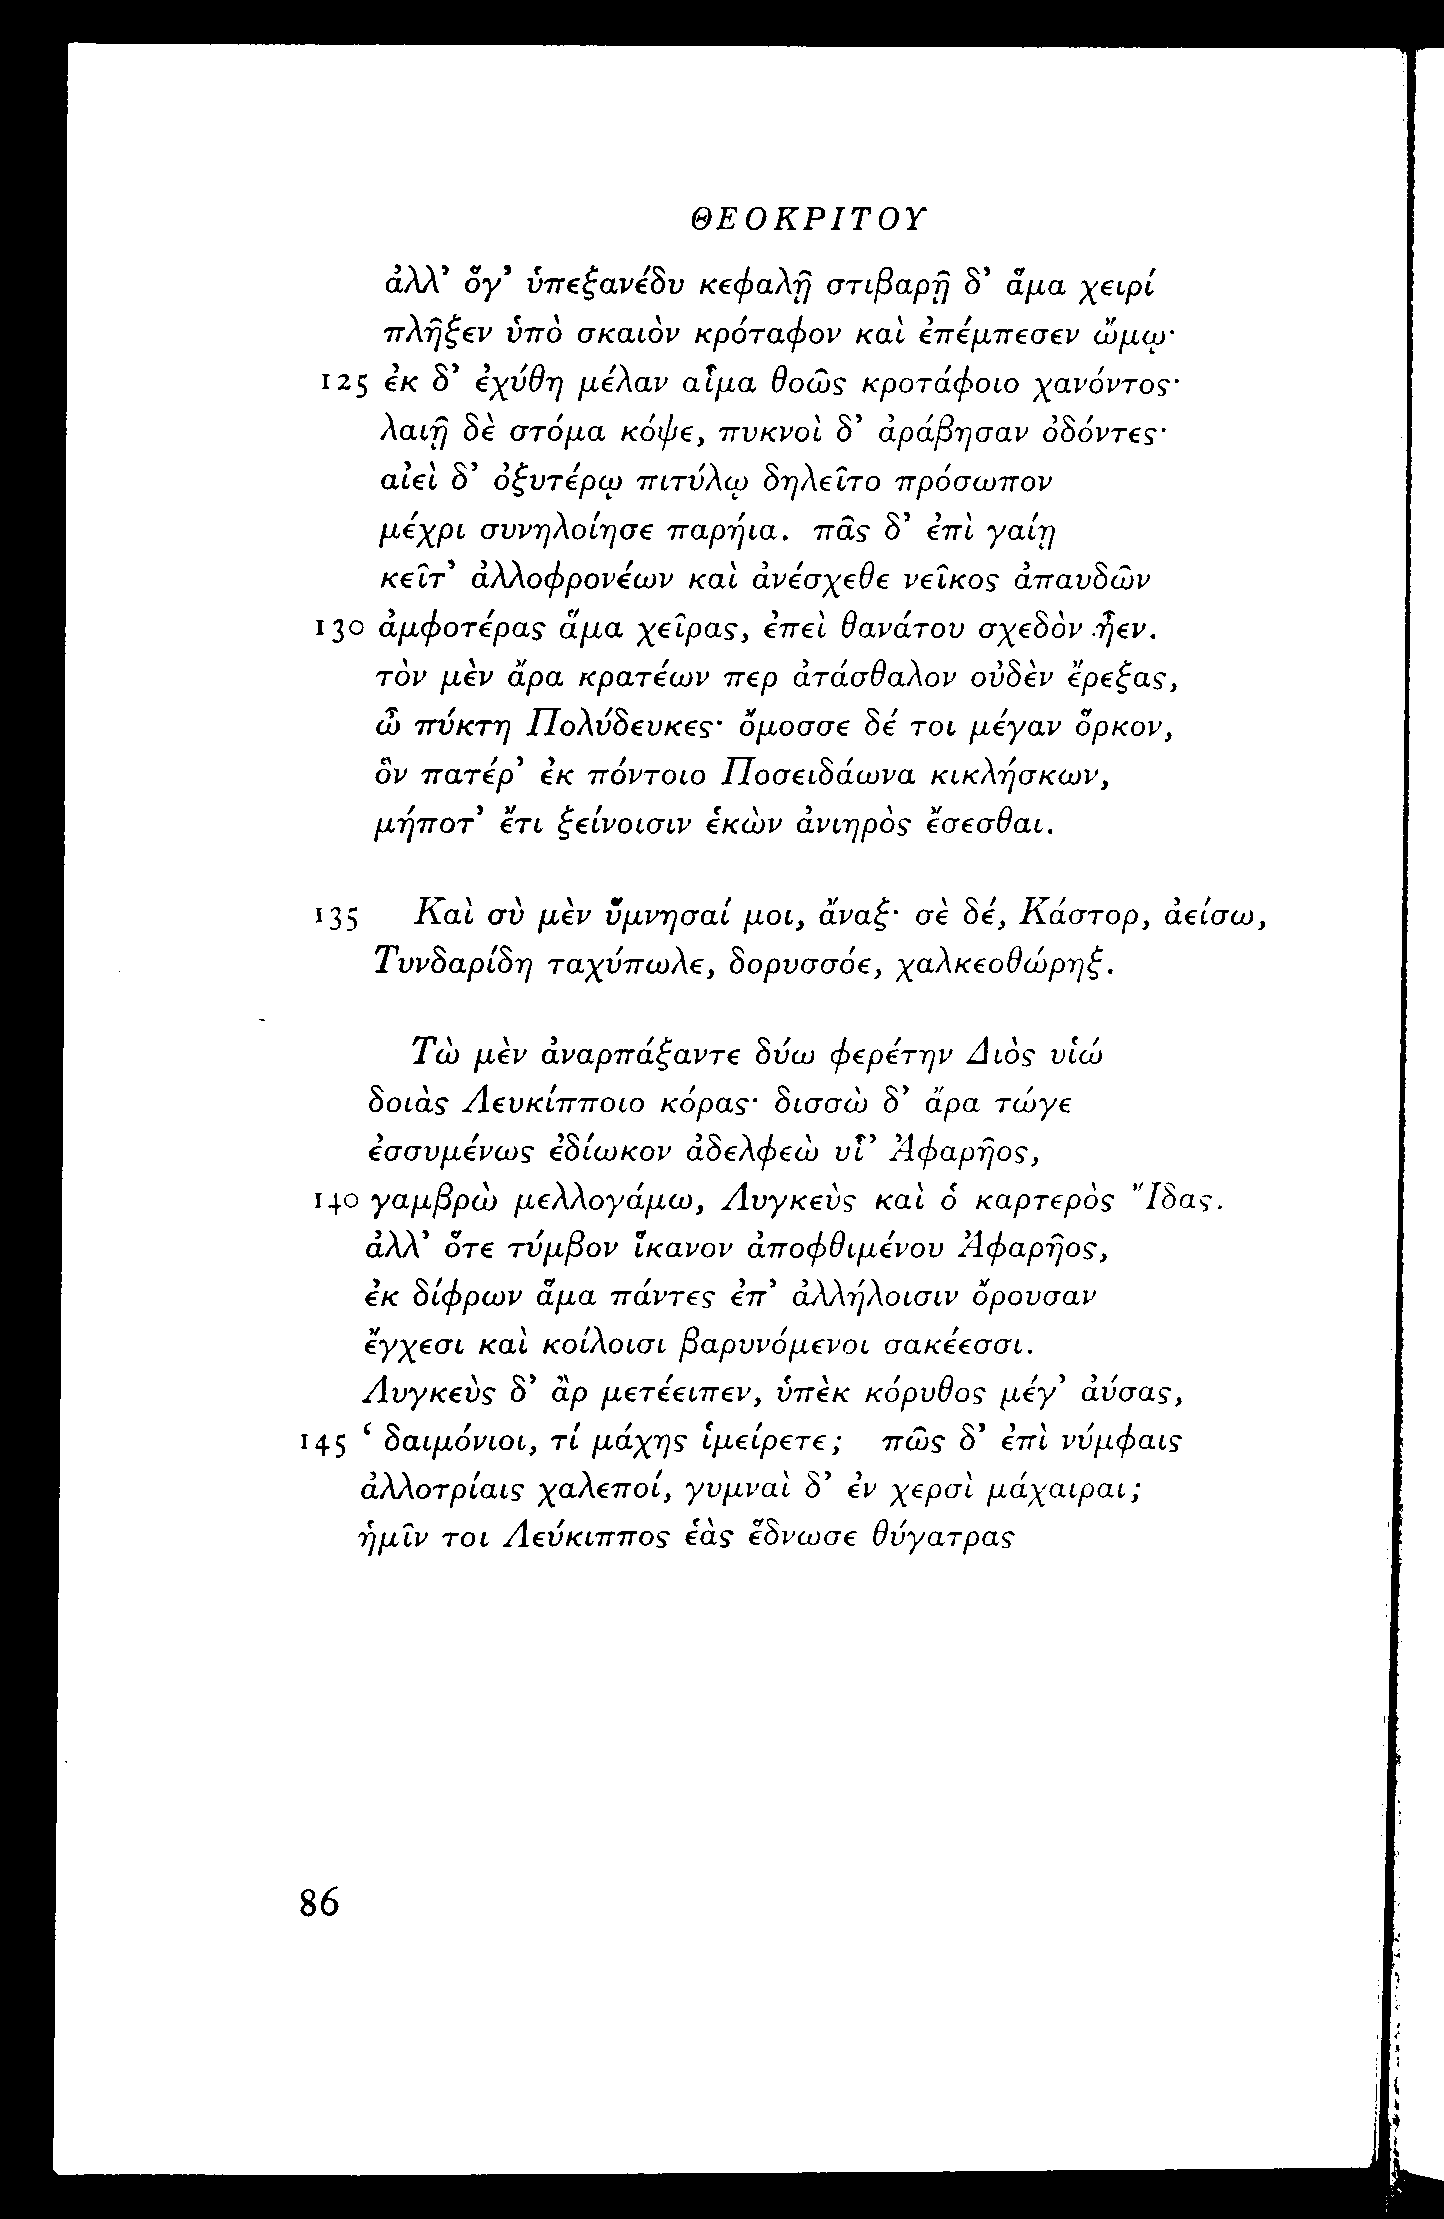 ΘΕΟΚΡΙΤΟΥ
ἀλλ’ ὅγ’ ὑπεξανέδυ κεφαλῇ στιβαρῇ δ’ ἅμα χειρί
πλῆξεν ὑπὸ σκαιὸν κρόταφον καὶ ἐπέμπεσεν ὤμῳ·
125 ἐκ δ’ ἐχύθη μέλαν αἷμα θοῶς κροτάφοιο χανόντος·
λαιῇ δὲ στόμα κόψε, πυκνοὶ δ’ ἀράβησαν ὀδόντες·
αἰεὶ δ’ ὀξυτέρῳ πιτύλῳ δηλεῖτο πρόσωπον
μέχρι συνηλοίησε παρήια. πᾶς δ’ ἐπὶ γαίῃ
κεῖτ’ ἀλλοφρονέων καὶ ἀνέσχεθε νεῖκος ἀπαυδῶν
130 ἀμφοτέρας ἅμα χεῖρας, ἐπεὶ θανάτου σχεδὸν ἦεν.
τὸν μὲν ἄρα κρατέων περ ἀτάσθαλον οὐδὲν ἔρεξας,
ὦ πύκτη Πολύδευκες· ὄμοσσε δέ τοι μέγαν ὅρκον,
ὃν πατέρ’ ἐκ πόντοιο Ποσειδάωνα κικλήσκων,
μήποτ’ ἔτι ξείνοισιν ἑκὼν ἀνιηρὸς ἔσεσθαι.
135 Καὶ σὺ μὲν ὕμνησαί μοι, ἄναξ· σὲ δέ, Κάστορ, ἀείσω,
Τυνδαρίδη ταχύπωλε, δορυσσόε, χαλκεοθώρηξ.
Τὼ μὲν ἀναρπάξαντε δύω φερέτην Διὸς υἱώ
δοιὰς Λευκίπποιο κόρας· δισσὼ δ’ ἄρα τώγε
ἐσσυμένως ἐδίωκον ἀδελφεὼ υἷ’ Ἀφαρῆος,
140 γαμβρὼ μελλογάμω, Λυγκεὺς καὶ ὁ καρτερὸς Ἴδας.
ἀλλ’ ὅτε τύμβον ἵκανον ἀποφθιμένου Ἀφαρῆος,
ἐκ δίφρων ἅμα πάντες ἐπ’ ἀλλήλοισιν ὄρουσαν
ἔγχεσι καὶ κοίλοισι βαρυνόμενοι σακέεσσι.
Λυγκεὺς δ’ ἂρ μετέειπεν, ὑπὲκ κόρυθος μέγ’ ἀύσας,
145 ‘ δαιμόνιοι, τί μάχης ἱμείρετε; πῶς δ’ ἐπὶ νύμφαις
ἀλλοτρίαις χαλεποί, γυμναὶ δ’ ἐν χερσὶ μάχαιραι;
ἡμῖν τοι Λεύκιππος ἑὰς ἕδνωσε θύγατρας
86